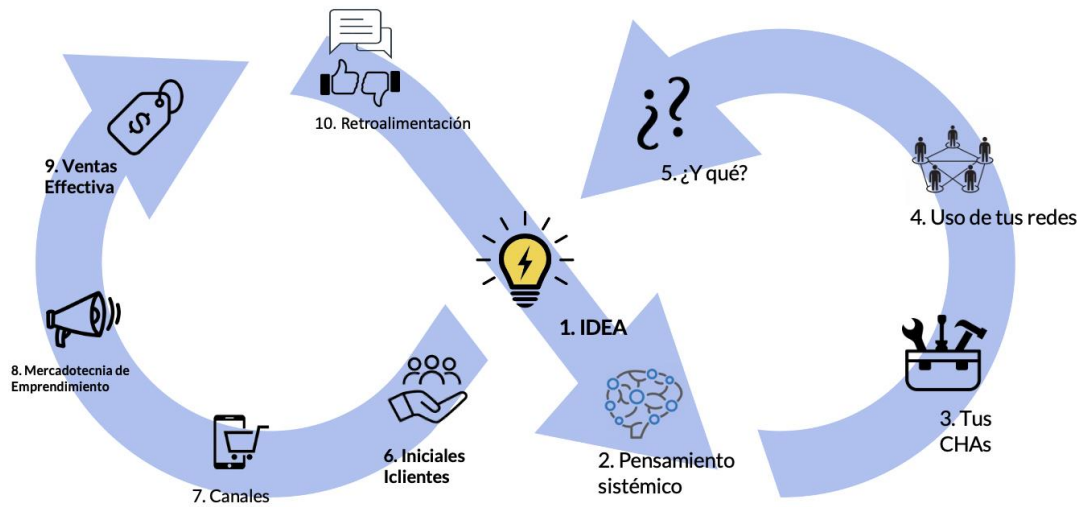 1. IDEA
2. Pensamiento
sistémico
3. Tus
CHAs
4. Uso de tus redes
¿?
5. ¿Y qué?
6. Iniciales
Iclientes
7. Canales
8. Mercadotecnia de
Emprendimiento
$
9. Ventas
Effectiva
10. Retroalimentación